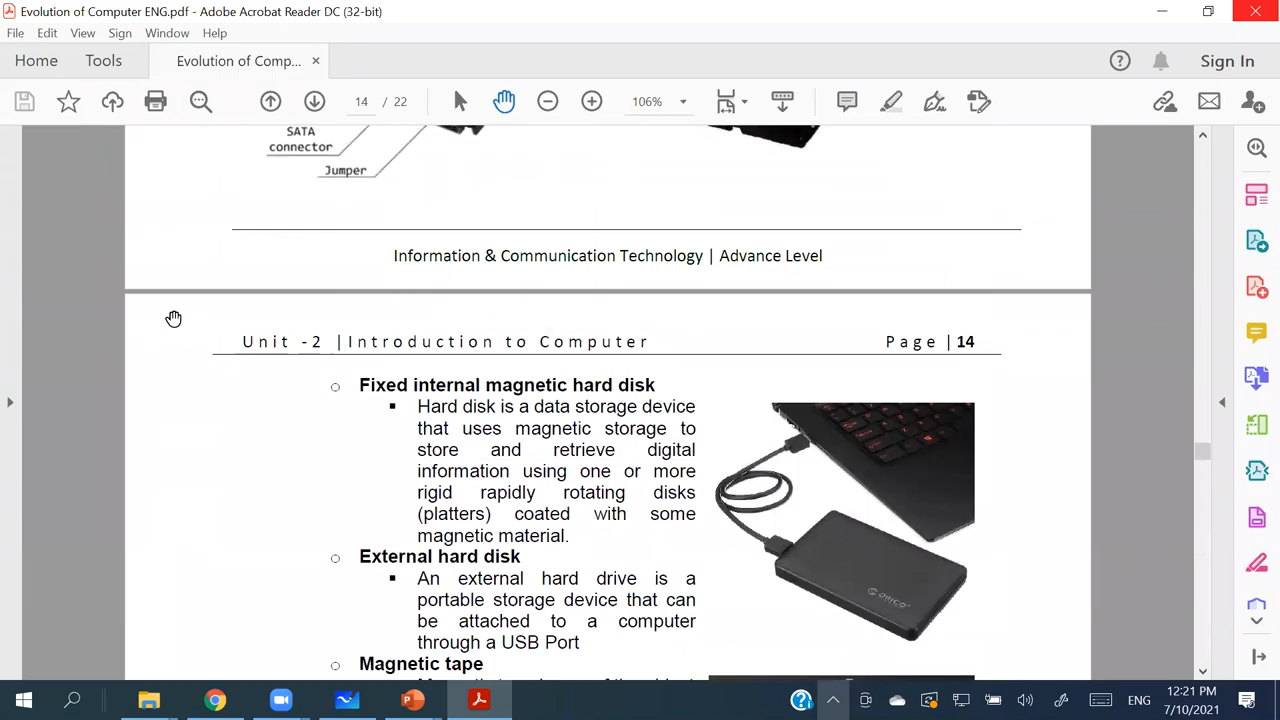 Evolution of Computer ENG.pdf - Adobe Acrobat Reader DC (32-bit)
File Edit View Sign Window Help
Home Tools Evolution of Comp... × Sign In
14 / 22 106%
SATA
connector
Jumper
Information & Communication Technology | Advance Level
Unit -2 |Introduction to Computer Page |14
Fixed internal magnetic hard disk
Hard disk is a data storage device
that uses magnetic storage to
store and retrieve digital
information using one or more
rigid rapidly rotating disks
(platters) coated with some
magnetic material.
External hard disk
An external hard drive is a
portable storage device that can
be attached to a computer
through a USB Port
ORICO
Magnetic tape
ENG
12:21 PM
7/10/2021